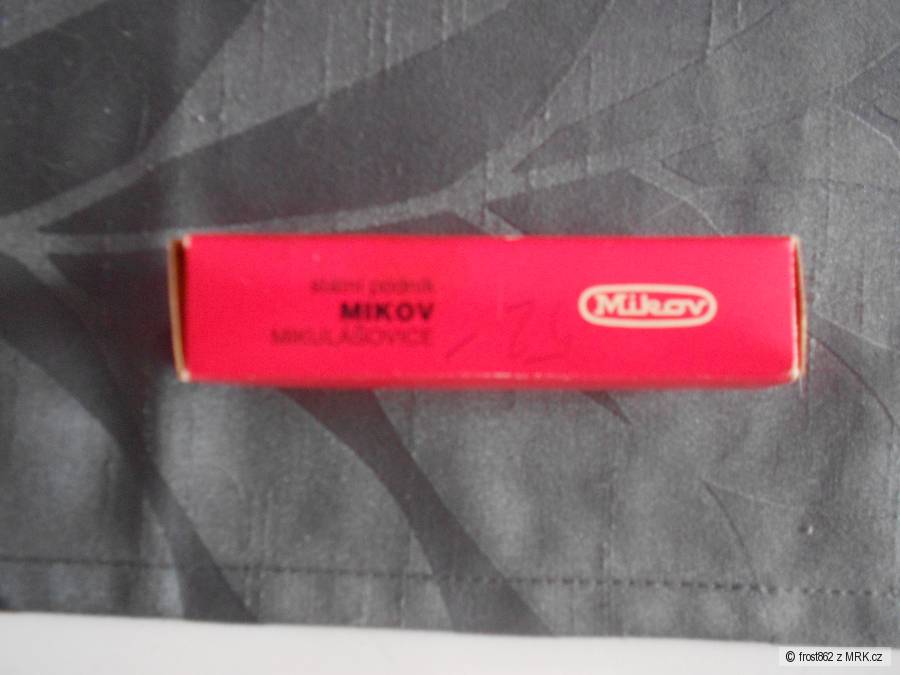 státní podnik
MIKOV
MIKULÁŠOVICE
Mikov
© frost862 z MRK.cz